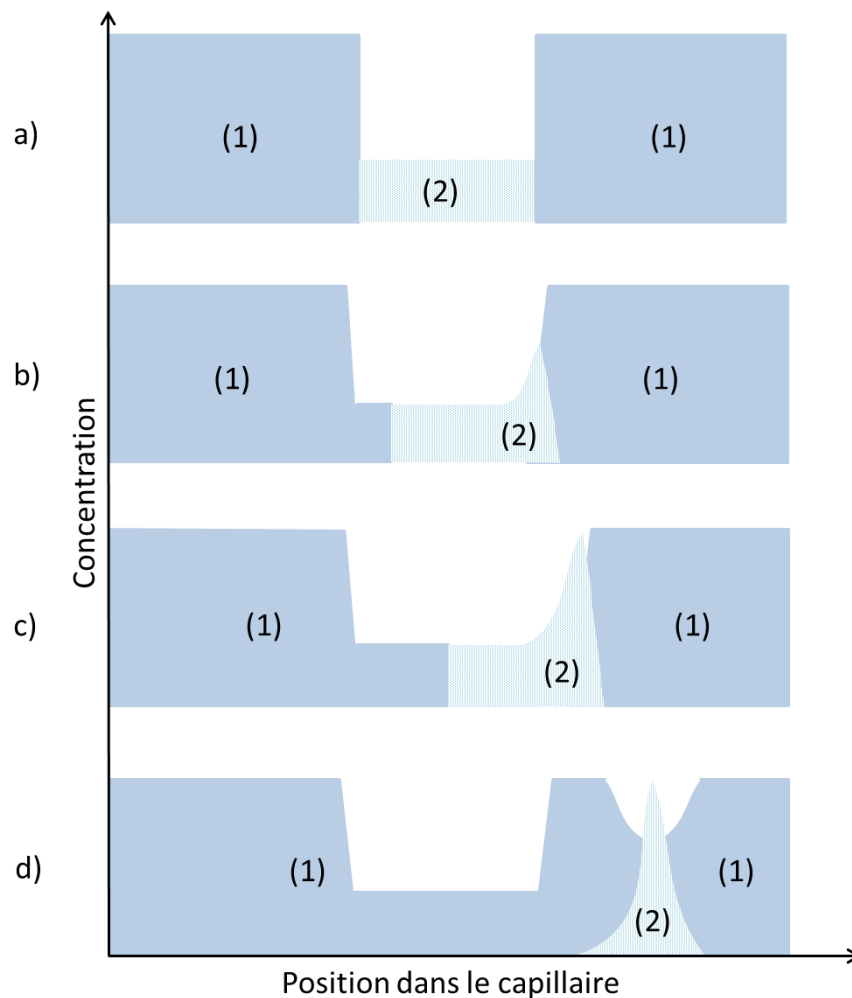 Concentration
a)
(1)
(1)
(2)
b)
(1)
(1)
(2)
c)
(1)
(1)
(2)
d)
(1)
(1)
(2)
Position dans le capillaire